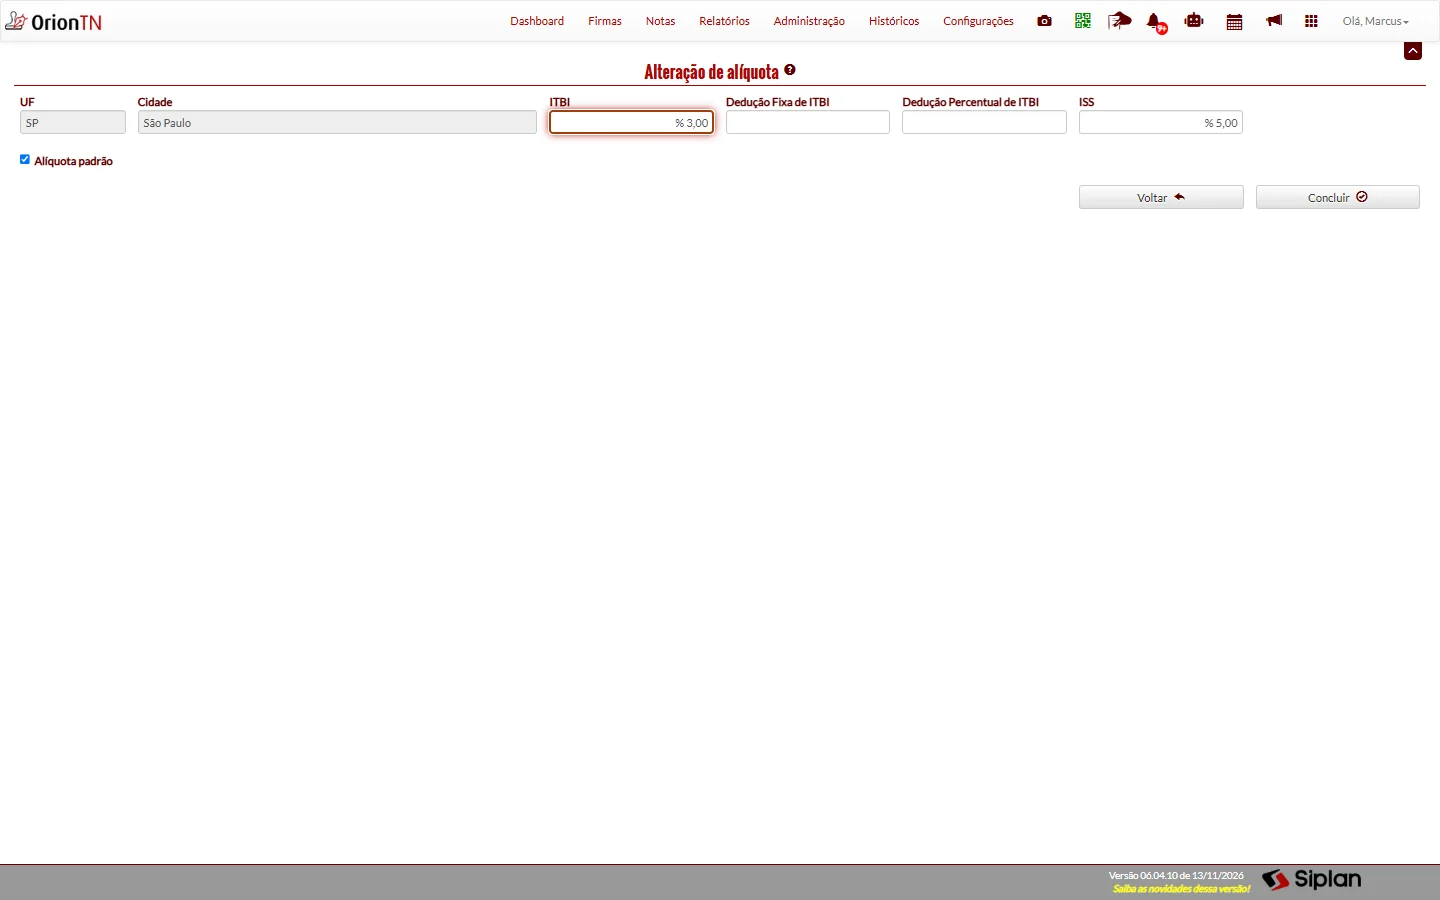 OrionTN
Dashboard Firmas Notas Relatórios Administração Históricos Configurações 9+ Olá, Marcus
Alteração de alíquota ?
UF Cidade ITBI Dedução Fixa de ITBI Dedução Percentual de ITBI ISS
SP São Paulo % 3,00 % 5,00
Alíquota padrão
Voltar Concluir
Versão 06.04.10 de 13/11/2026
Saiba as novidades dessa versão!
Siplan